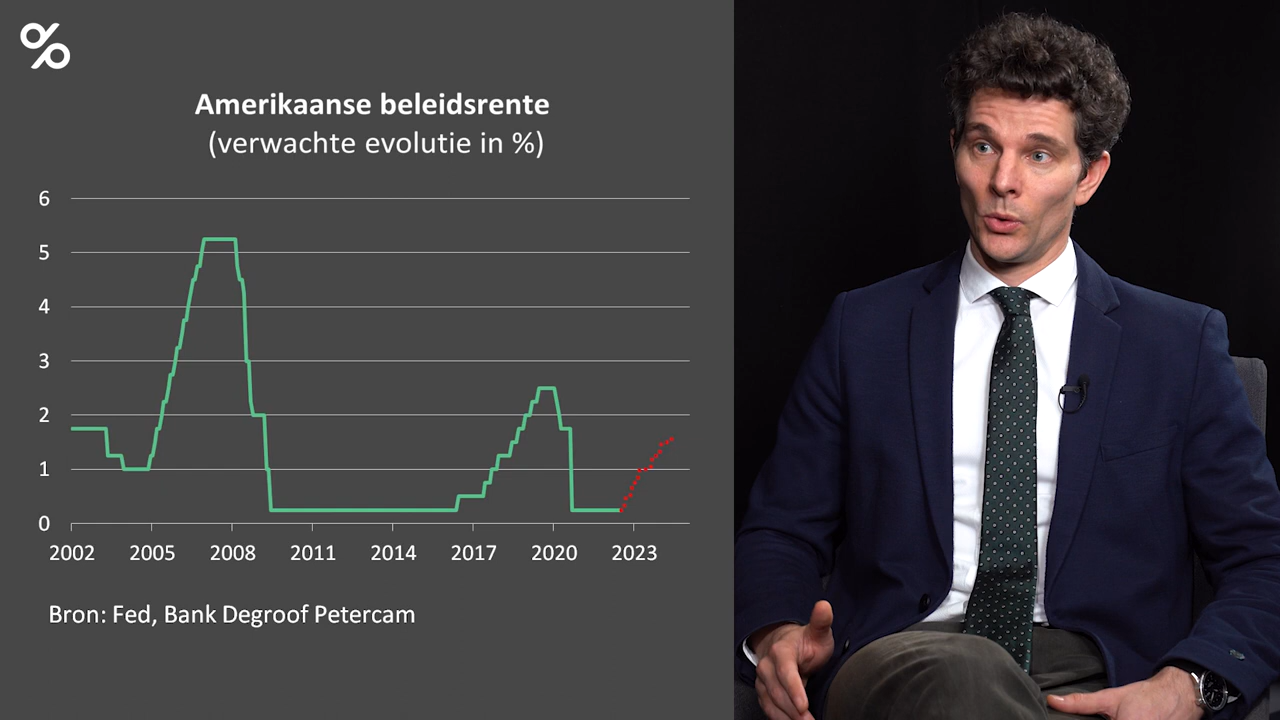 %
Amerikaanse beleidsrente
(verwachte evolutie in %)
6
5
4
3
2
1
0
2002 2005 2008 2011 2014 2017 2020 2023
Bron: Fed, Bank Degroof Petercam